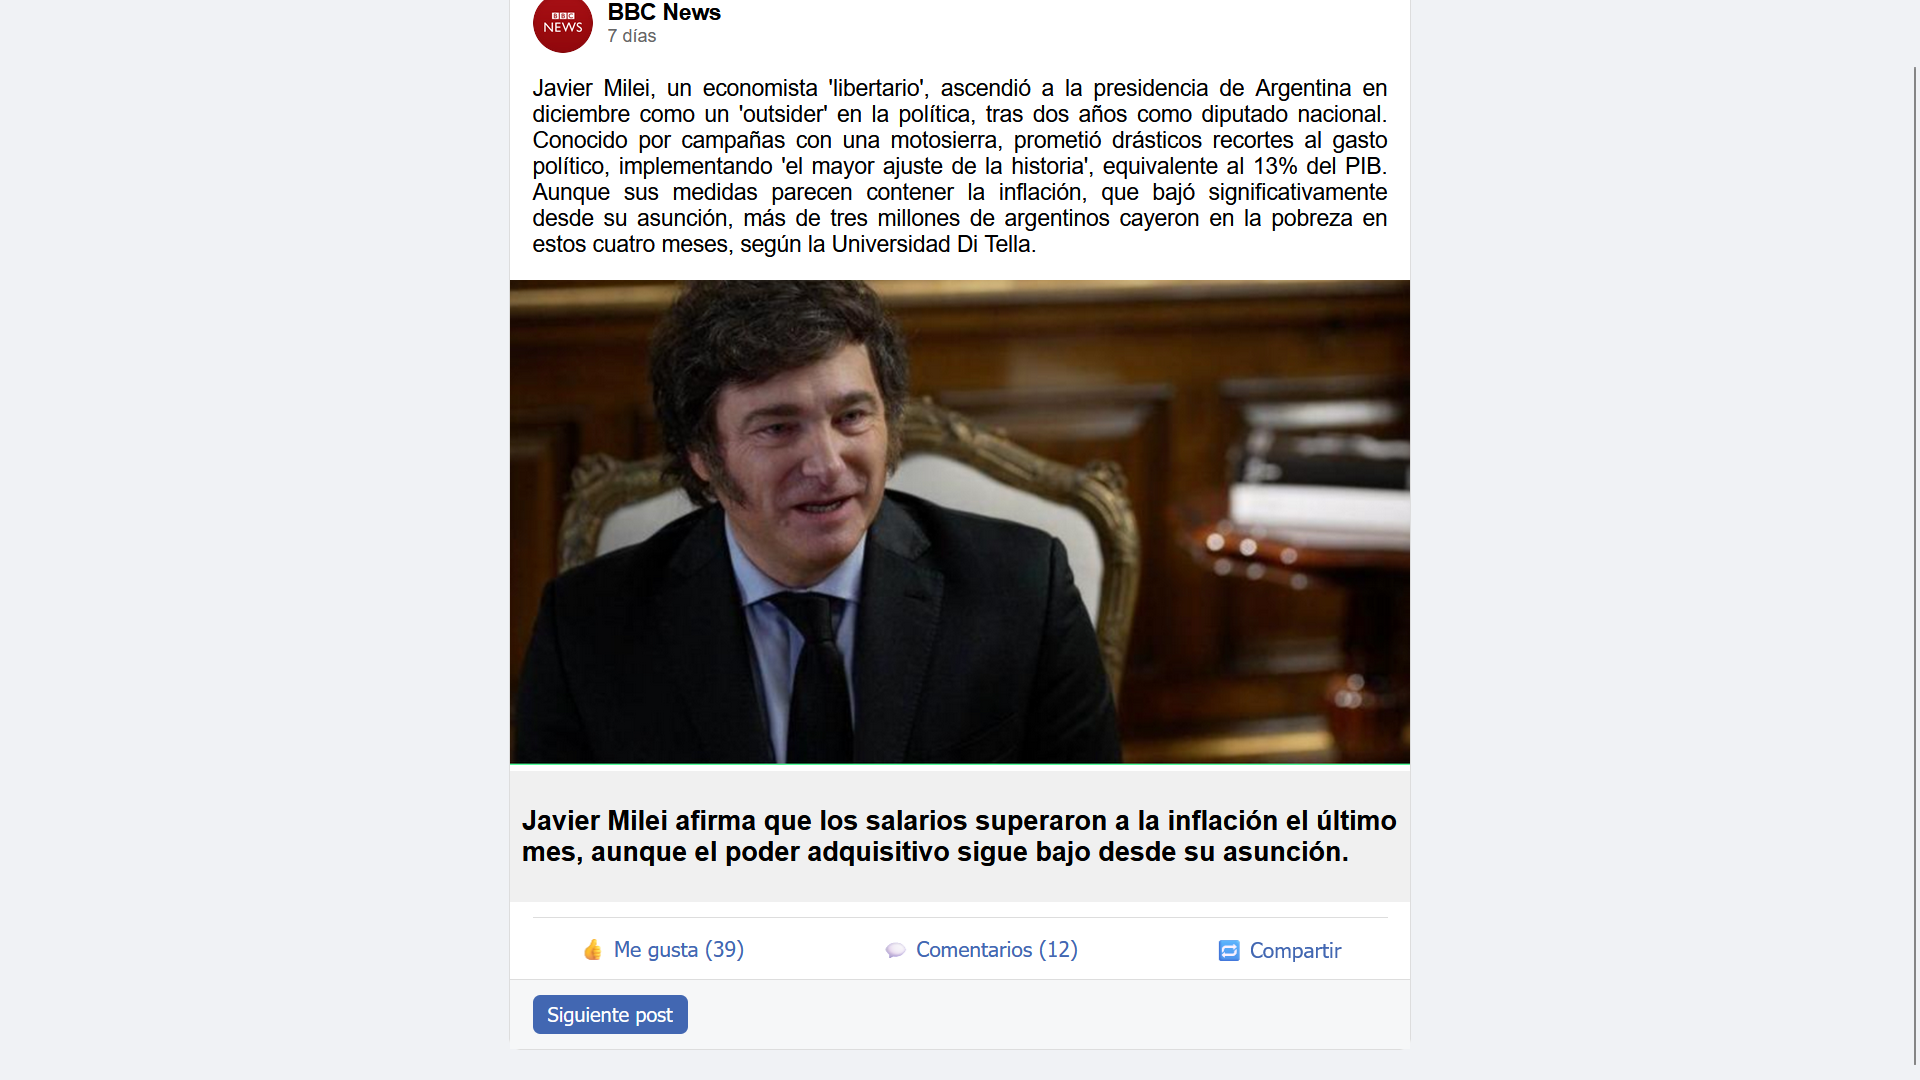 BBC
NEWS
BBC News
7 días
Javier Milei, un economista 'libertario', ascendió a la presidencia de Argentina en
diciembre como un 'outsider' en la política, tras dos años como diputado nacional.
Conocido por campañas con una motosierra, prometió drásticos recortes al gasto
político, implementando 'el mayor ajuste de la historia', equivalente al 13% del PIB.
Aunque sus medidas parecen contener la inflación, que bajó significativamente
desde su asunción, más de tres millones de argentinos cayeron en la pobreza en
estos cuatro meses, según la Universidad Di Tella.
Javier Milei afirma que los salarios superaron a la inflación el último
mes, aunque el poder adquisitivo sigue bajo desde su asunción.
Me gusta (39)
Comentarios (12)
Compartir
Siguiente post